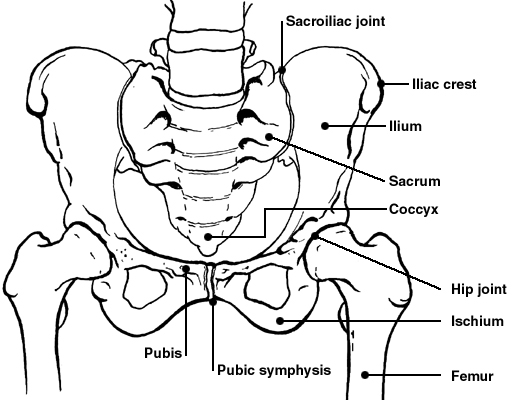 Sacroiliac joint
Iliac crest
Ilium
Sacrum
Coccyx
Hip joint
Ischium
Pubis
Pubic symphysis
Femur